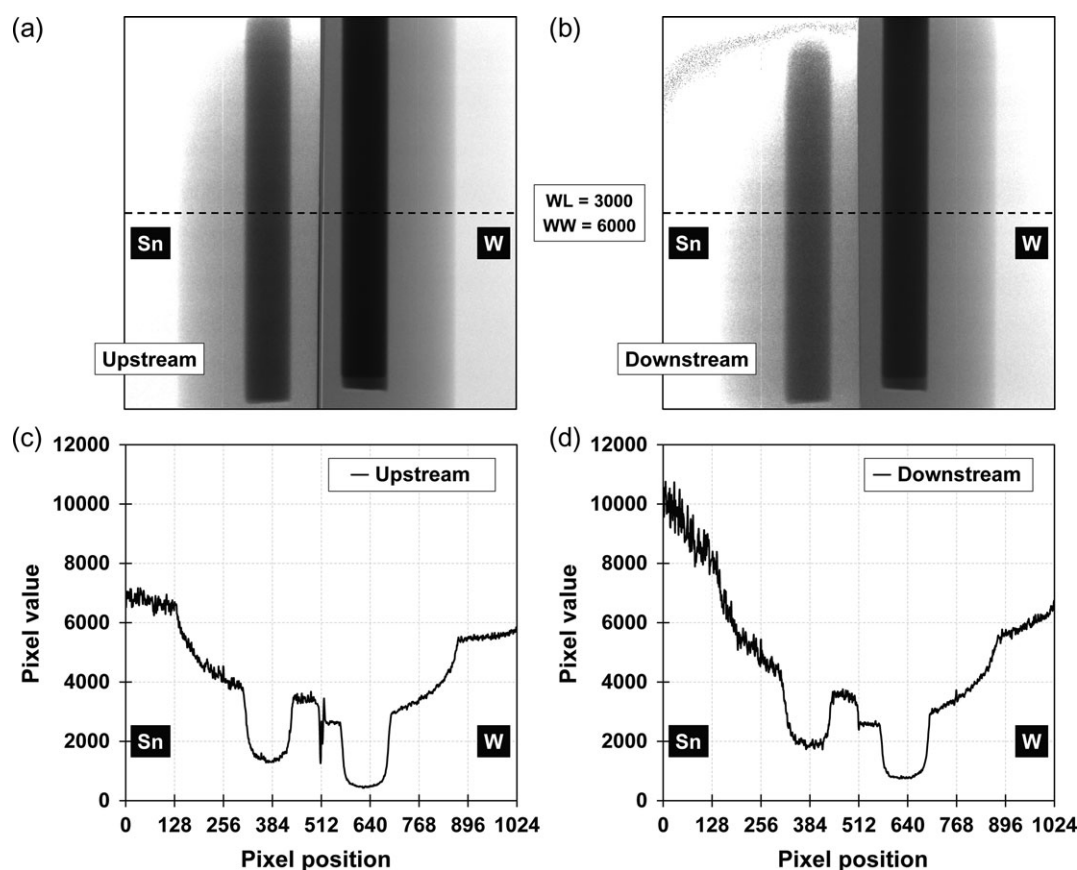 (a)
(b)
Sn
W
Upstream
WL = 3000
WW = 6000
Sn
W
Downstream
(c)
12000
10000
8000
6000
4000
2000
0
Pixel value
Upstream
Sn
W
0 128 256 384 512 640 768 896 1024
Pixel position
(d)
12000
10000
8000
6000
4000
2000
0
Pixel value
Downstream
Sn
W
0 128 256 384 512 640 768 896 1024
Pixel position